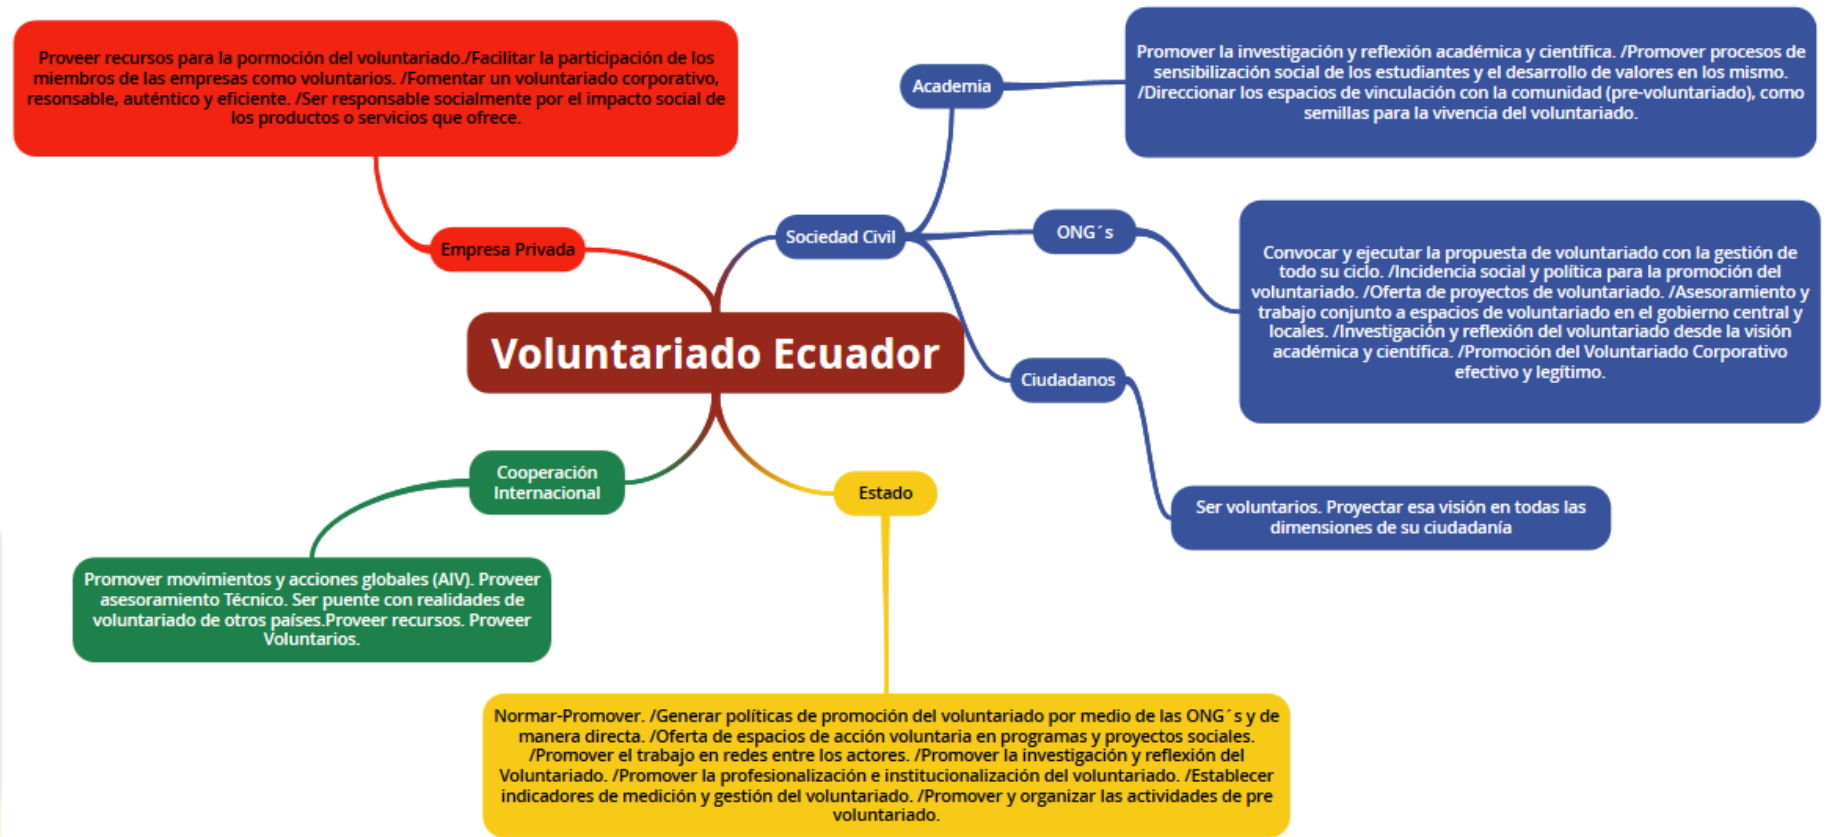 Proveer recursos para la pormoción del voluntariado./Facilitar la participación de los
miembros de las empresas como voluntarios. /Fomentar un voluntariado corporativo,
resonsable, auténtico y eficiente. /Ser responsable socialmente por el impacto social de
los productos o servicios que ofrece.
Empresa Privada
Sociedad Civil
Academia
Promover la investigación y reflexión académica y científica. /Promover procesos de
sensibilización social de los estudiantes y el desarrollo de valores en los mismo.
/Direccionar los espacios de vinculación con la comunidad (pre-voluntariado), como
semillas para la vivencia del voluntariado.
ONG´s
Convocar y ejecutar la propuesta de voluntariado con la gestión de
todo su ciclo. /Incidencia social y política para la promoción del
voluntariado. /Oferta de proyectos de voluntariado. /Asesoramiento y
trabajo conjunto a espacios de voluntariado en el gobierno central y
locales. /Investigación y reflexión del voluntariado desde la visión
académica y científica. /Promoción del Voluntariado Corporativo
efectivo y legítimo.
Voluntariado Ecuador
Ciudadanos
Ser voluntarios. Proyectar esa visión en todas las
dimensiones de su ciudadanía
Cooperación
Internacional
Promover movimientos y acciones globales (AIV). Proveer
asesoramiento Técnico. Ser puente con realidades de
voluntariado de otros países.Proveer recursos. Proveer
Voluntarios.
Estado
Normar-Promover. /Generar políticas de promoción del voluntariado por medio de las ONG´s y de
manera directa. /Oferta de espacios de acción voluntaria en programas y proyectos sociales.
/Promover el trabajo en redes entre los actores. /Promover la investigación y reflexión del
Voluntariado. /Promover la profesionalización e institucionalización del voluntariado. /Establecer
indicadores de medición y gestión del voluntariado. /Promover y organizar las actividades de pre
voluntariado.